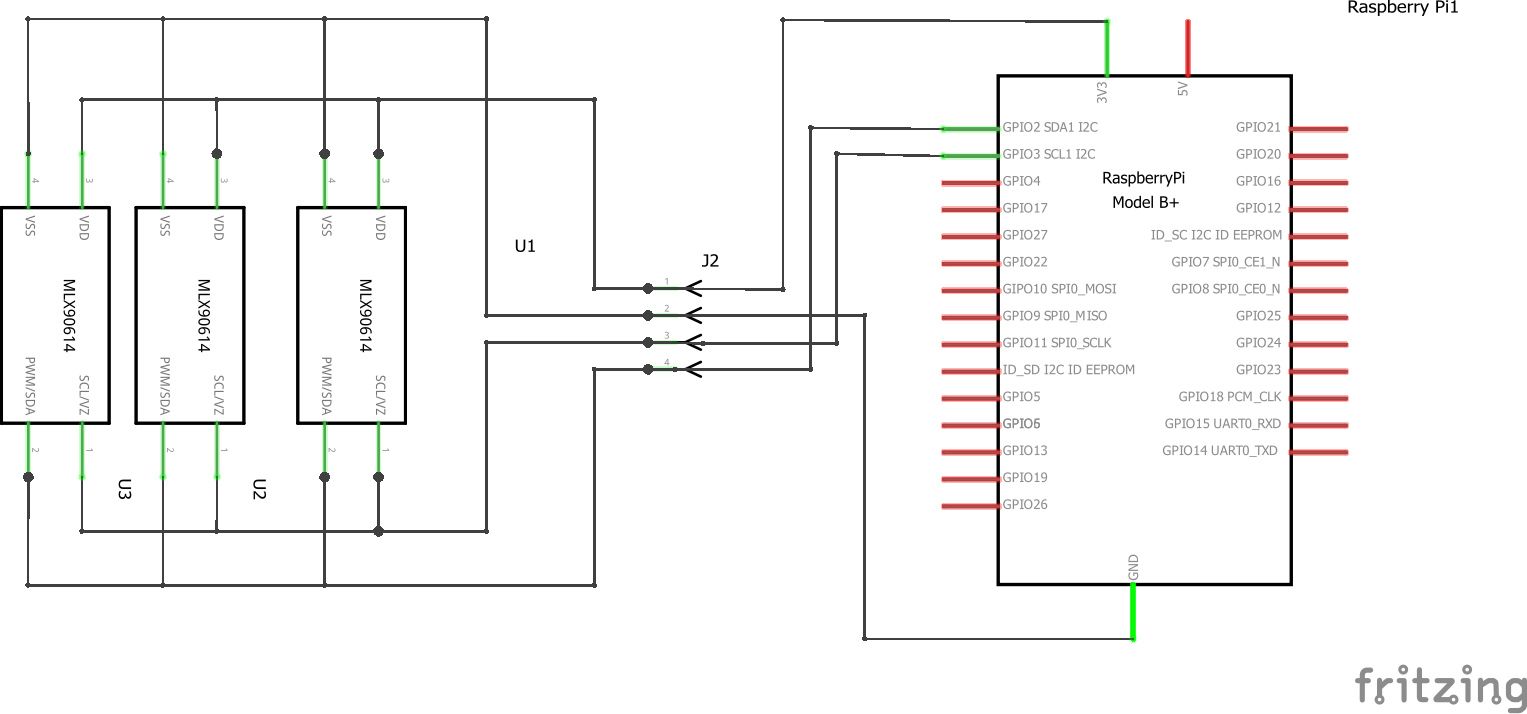 Raspberry Pi1
3V3
5V
GPIO2 SDA1 I2C
GPIO3 SCL1 I2C
GPIO4
GPIO17
GPIO27
GPIO22
GIPO10 SPI0_MOSI
GPIO9 SPI0_MISO
GPIO11 SPI0_SCLK
ID_SD I2C ID EEPROM
GPIO5
GPIO6
GPIO13
GPIO19
GPIO26
RaspberryPi
Model B+
GPIO21
GPIO20
GPIO16
GPIO12
ID_SC I2C ID EEPROM
GPIO7 SPI0_CE1_N
GPIO8 SPI0_CE0_N
GPIO25
GPIO24
GPIO23
GPIO18 PCM_CLK
GPIO15 UART0_RXD
GPIO14 UART0_TXD
GND
J2
1
2
3
4
U1
4
3
VSS
VDD
MLX90614
PWM/SDA
SCL/VZ
2
1
U3
4
3
VSS
VDD
MLX90614
PWM/SDA
SCL/VZ
2
1
U2
4
3
VSS
VDD
MLX90614
PWM/SDA
SCL/VZ
2
1
fritzing